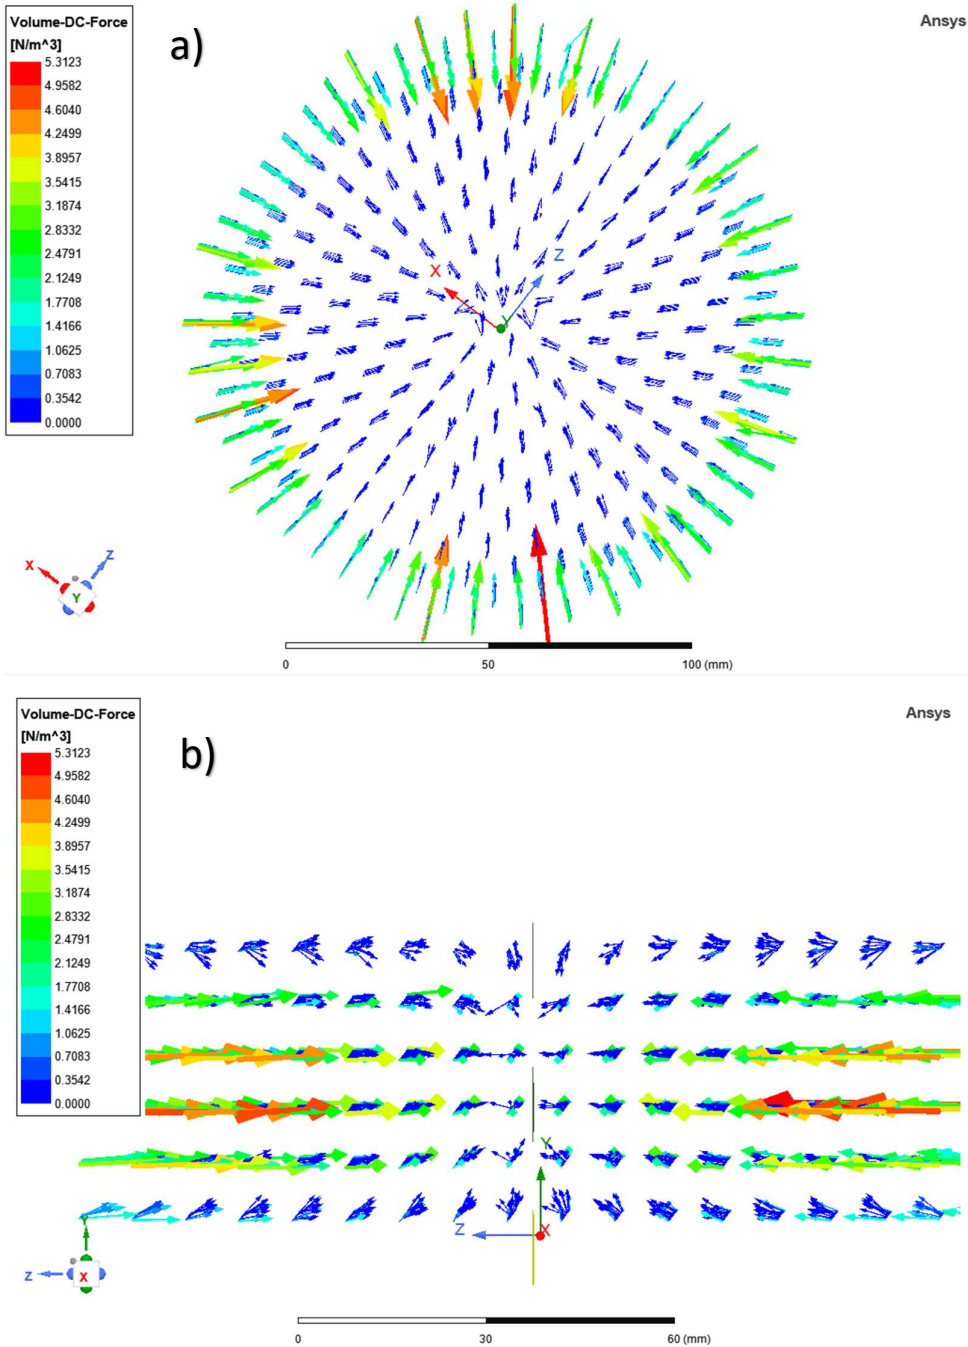 Volume-DC-Force
[N/m^3]
5.3123
4.9582
4.6040
4.2499
3.8957
3.5415
3.1874
2.8332
2.4791
2.1249
1.7708
1.4166
1.0625
0.7083
0.3542
0.0000
a)
Ansys
X
Z
Y
X
Z
Y
0 50 100 (mm)
Volume-DC-Force
[N/m^3]
5.3123
4.9582
4.6040
4.2499
3.8957
3.5415
3.1874
2.8332
2.4791
2.1249
1.7708
1.4166
1.0625
0.7083
0.3542
0.0000
b)
Ansys
Y
Z
X
Y
Z
X
0 30 60 (mm)